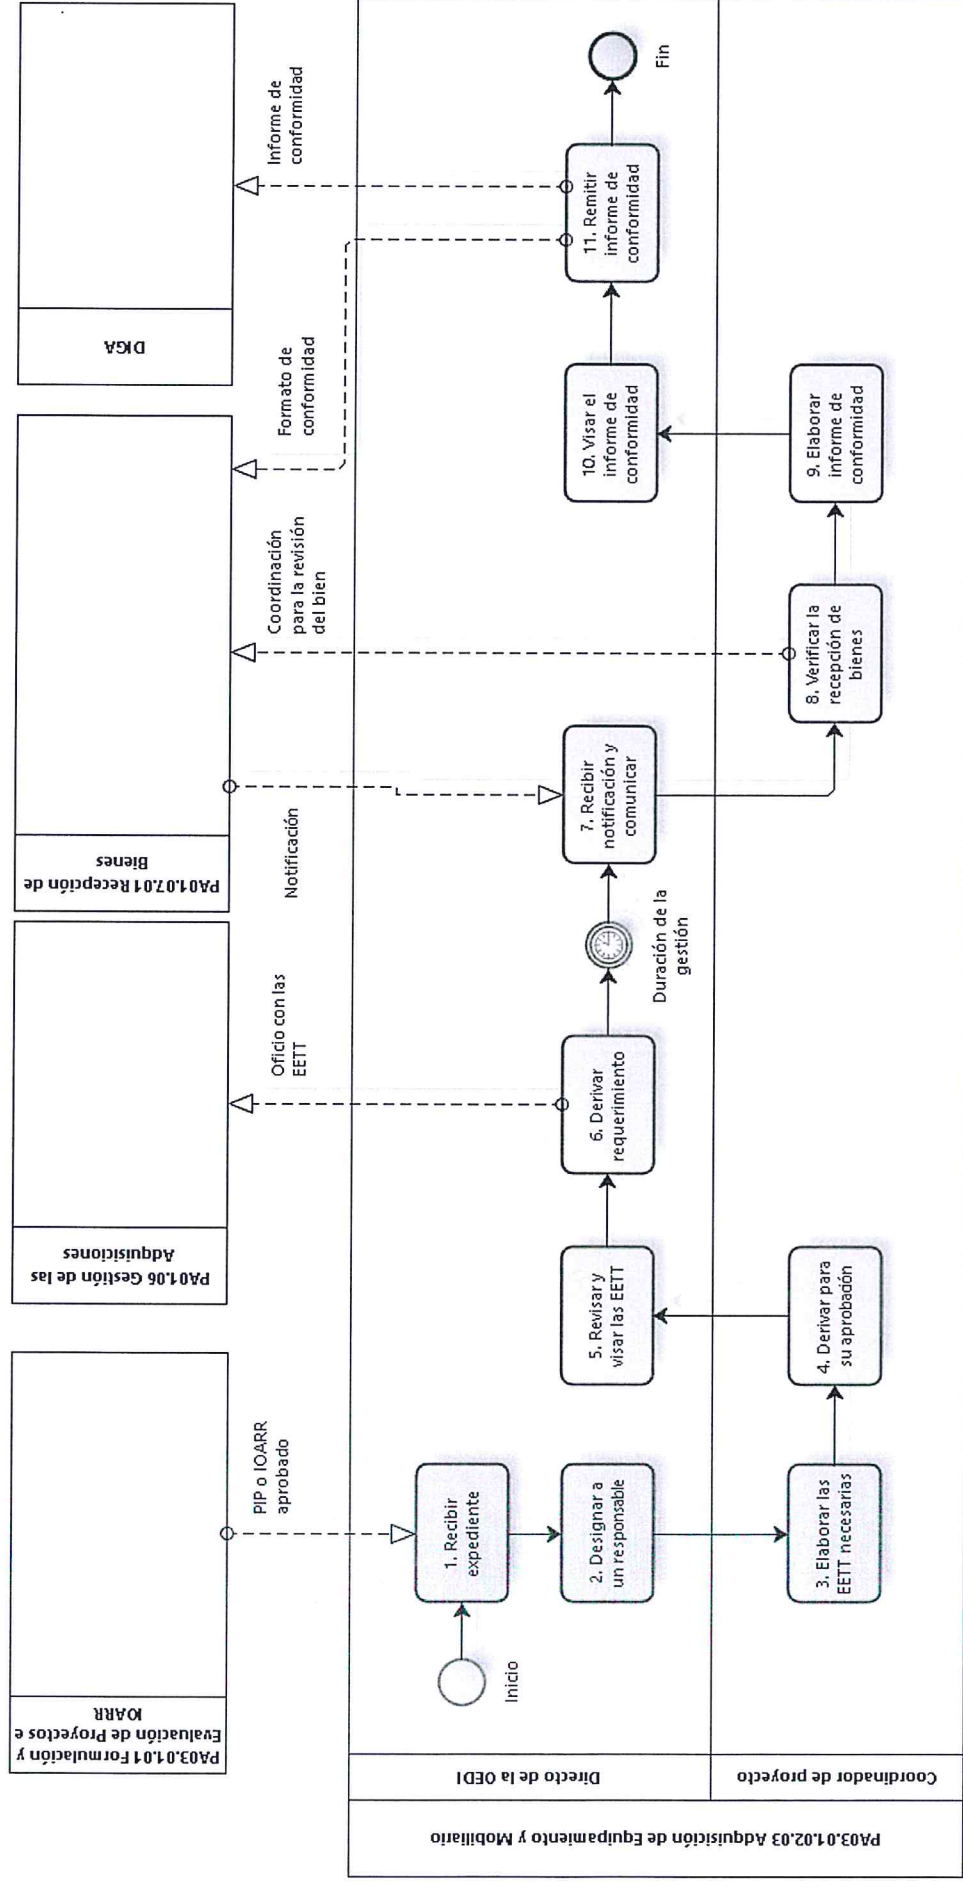 PA03.01.01 Formulación y
Evaluación de Proyectos e
IOARR
PA01.06 Gestión de las
Adquisiciones
PA01.07.01 Recepción de
Bienes
DIGA
PIP o IOARR
aprobado
Oficio con las
EETT
Notificación
Coordinación
para la revisión
del bien
Formato de
conformidad
Informe de
conformidad
PA03.01.02.03 Adquisición de Equipamiento y Mobiliario
Directo de la OEDI
Inicio
1. Recibir
expediente
2. Designar a
un responsable
5. Revisar y
visar las EETT
6. Derivar
requerimiento
Duración de la
gestión
7. Recibir
notificación y
comunicar
10. Visar el
informe de
conformidad
11. Remitir
informe de
conformidad
Fin
Coordinador de proyecto
3. Elaborar las
EETT necesarias
4. Derivar para
su aprobación
8. Verificar la
recepción de
bienes
9. Elaborar
informe de
conformidad